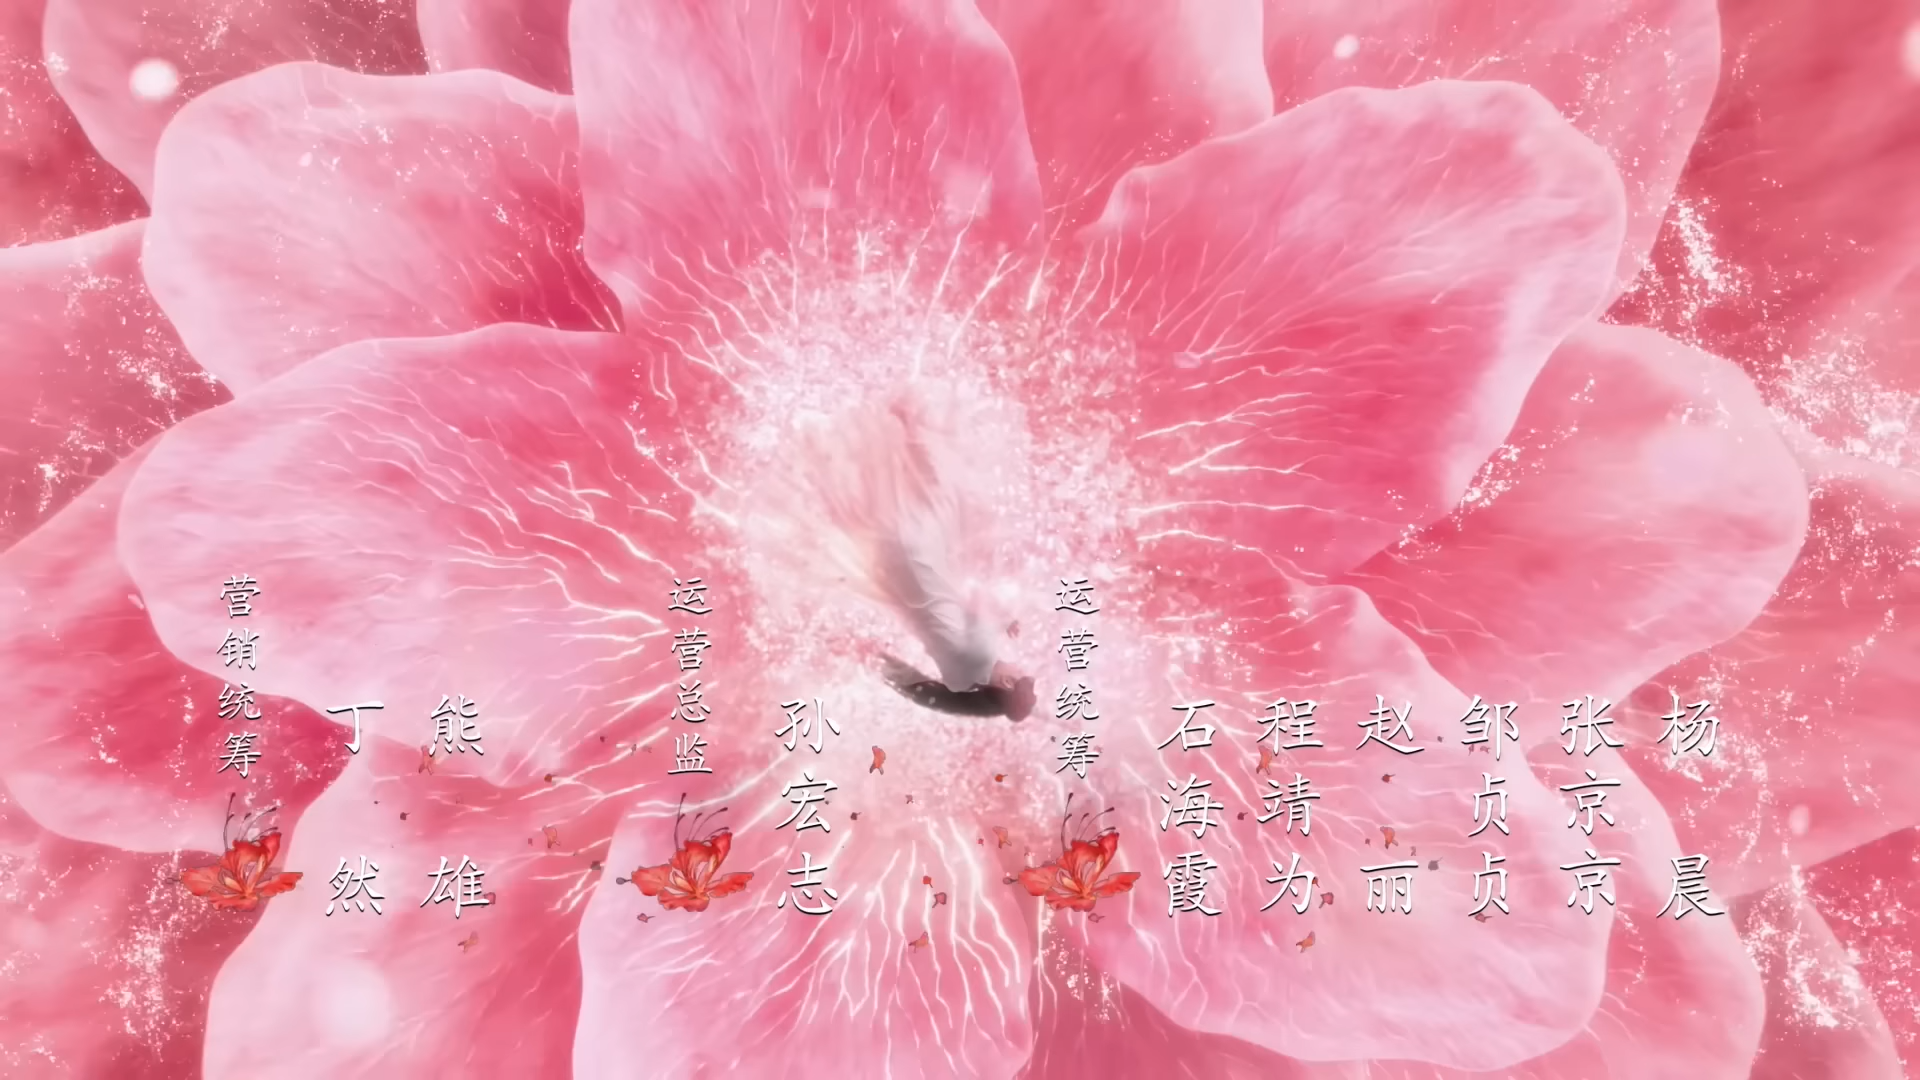 营销统筹
丁然
熊雄
运营总监
孙宏志
运营统筹
石海霞
程靖为
赵丽
邹贞贞
张京京
杨晨